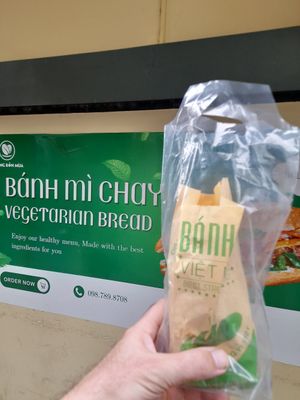 BÁNH MÌ CHAY
VEGETARIAN BREAD
Enjoy our healthy menu, Made with the best
ingredients for you
ORDER NOW
098.789.8708
BÁNH
VIỆT